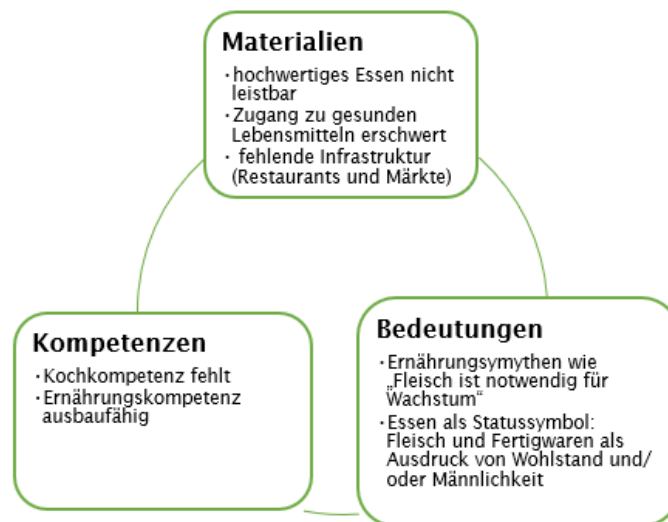 Materialien
·hochwertiges Essen nicht
leistbar
·Zugang zu gesunden
Lebensmitteln erschwert
· fehlende Infrastruktur
(Restaurants und Märkte)
Kompetenzen
·Kochkompetenz fehlt
·Ernährungskompetenz
ausbaufähig
Bedeutungen
·Ernährungsymythen wie
„Fleisch ist notwendig für
Wachstum“
·Essen als Statussymbol:
Fleisch und Fertigwaren als
Ausdruck von Wohlstand und/
oder Männlichkeit